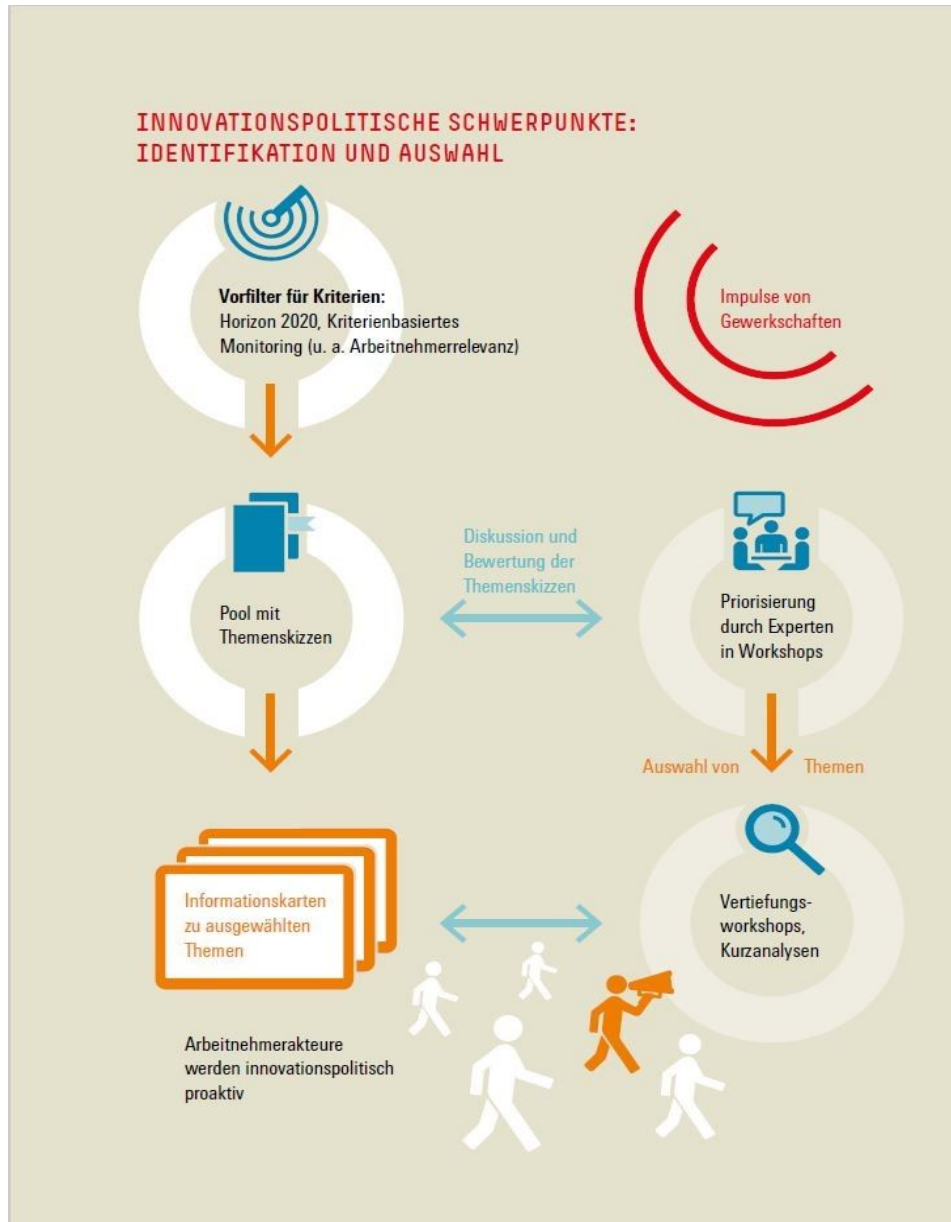 INNOVATIONSPOLITISCHE SCHWERPUNKTE:
IDENTIFIKATION UND AUSWAHL
Vorfilter für Kriterien:
Horizon 2020, Kriterienbasiertes
Monitoring (u. a. Arbeitnehmerrelevanz)
Impulse von
Gewerkschaften
Pool mit
Themenskizzen
Diskussion und
Bewertung der
Themenskizzen
Priorisierung
durch Experten
in Workshops
Auswahl von Themen
Informationskarten
zu ausgewählten
Themen
Vertiefungs-
workshops,
Kurzanalysen
Arbeitnehmerakteure
werden innovationspolitisch
proaktiv